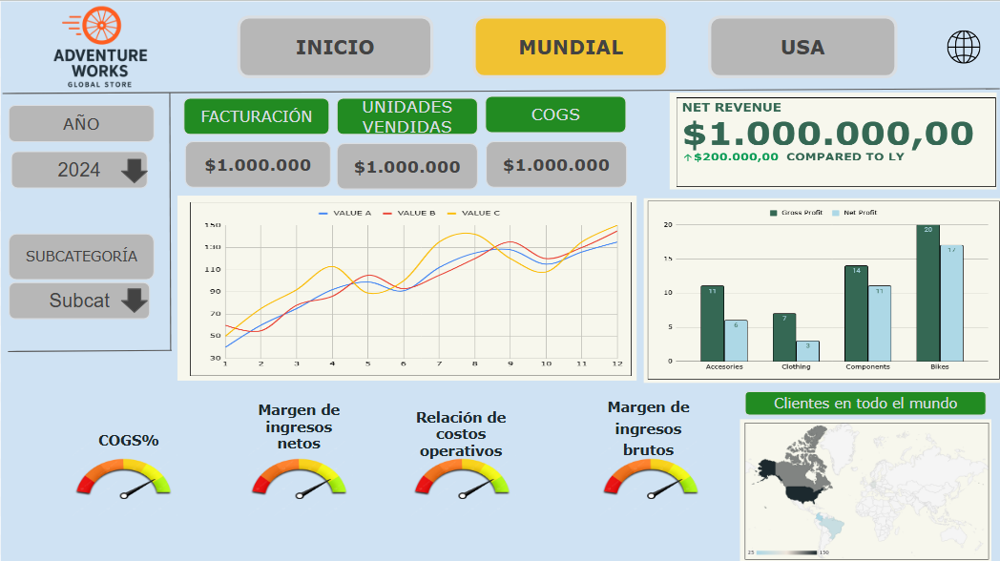 ADVENTURE
WORKS
GLOBAL STORE
INICIO
MUNDIAL
USA
AÑO
2024
SUBCATEGORÍA
Subcat
FACTURACIÓN
$1.000.000
UNIDADES
VENDIDAS
$1.000.000
COGS
$1.000.000
NET REVENUE
$1.000.000,00
↑$200.000,00 COMPARED TO LY
VALUE A VALUE B VALUE C
150
130
110
90
70
50
30
1 2 3 4 5 6 7 8 9 10 11 12
Gross Profit Net Profit
20
15
10
5
0
11 6 7 3 14 11 20 17
Accesories Clothing Components Bikes
COGS%
Margen de
ingresos
netos
Relación de
costos
operativos
Margen de
ingresos
brutos
Clientes en todo el mundo
25 150